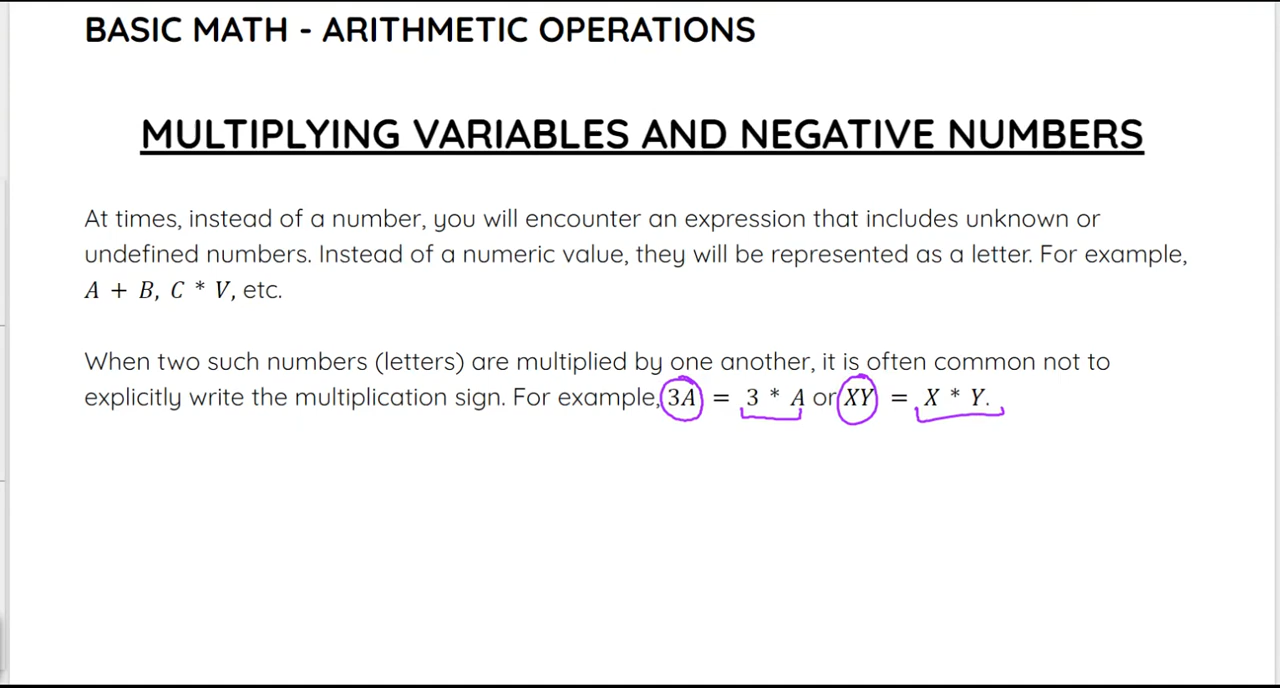 BASIC MATH - ARITHMETIC OPERATIONS
MULTIPLYING VARIABLES AND NEGATIVE NUMBERS
At times, instead of a number, you will encounter an expression that includes unknown or
undefined numbers. Instead of a numeric value, they will be represented as a letter. For example,
A + B, C * V, etc.
When two such numbers (letters) are multiplied by one another, it is often common not to
explicitly write the multiplication sign. For example, 3A = 3 * A or XY = X * Y.